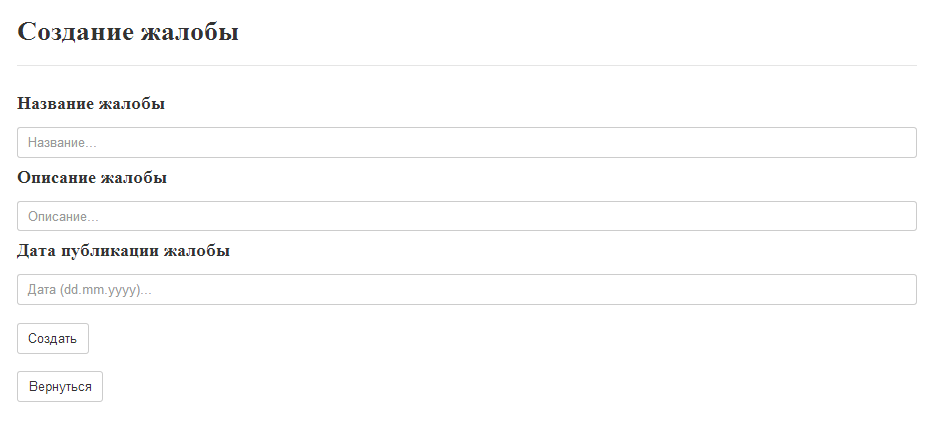 Создание жалобы
Название жалобы
Название...
Описание жалобы
Описание...
Дата публикации жалобы
Дата (dd.mm.yyyy)...
Создать
Вернуться